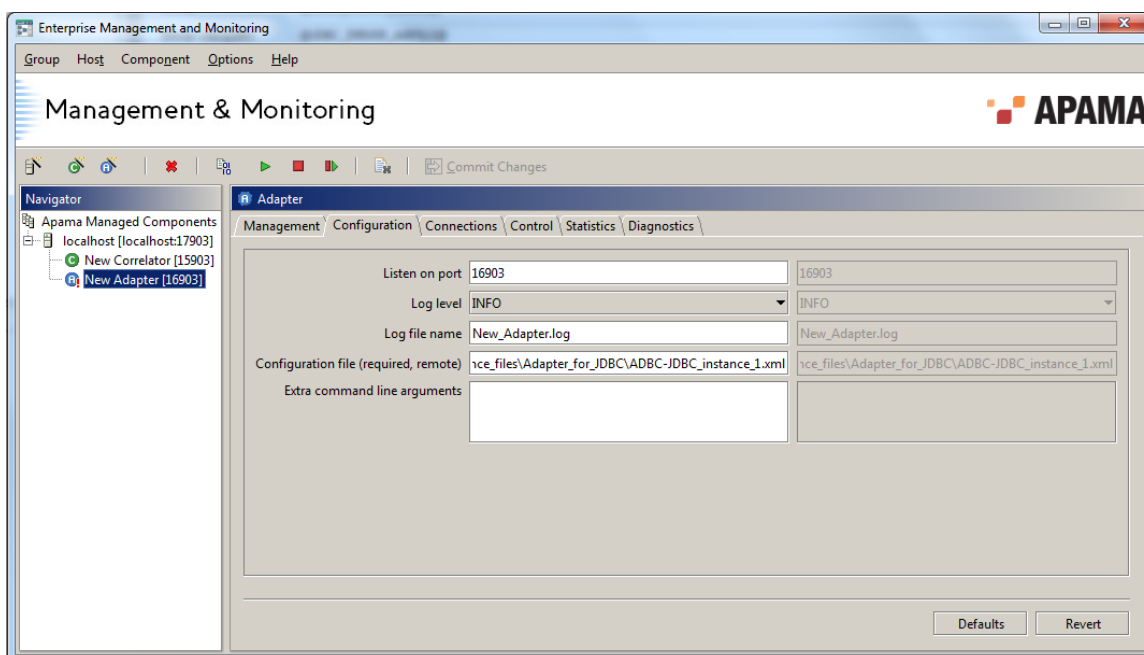 Enterprise Management and Monitoring
Group Host Component Options Help
Management & Monitoring
APAMA
Commit Changes
Navigator
Adapter
Apama Managed Components
localhost [localhost:17903]
New Correlator [15903]
New Adapter [16903]
Management Configuration Connections Control Statistics Diagnostics
Listen on port 16903 16903
Log level INFO INFO
Log file name New_Adapter.log New_Adapter.log
Configuration file (required, remote) nce_files\Adapter_for_JDBC\ADBC-JDBC_instance_1.xml nce_files\Adapter_for_JDBC\ADBC-JDBC_instance_1.xml
Extra command line arguments
Defaults Revert